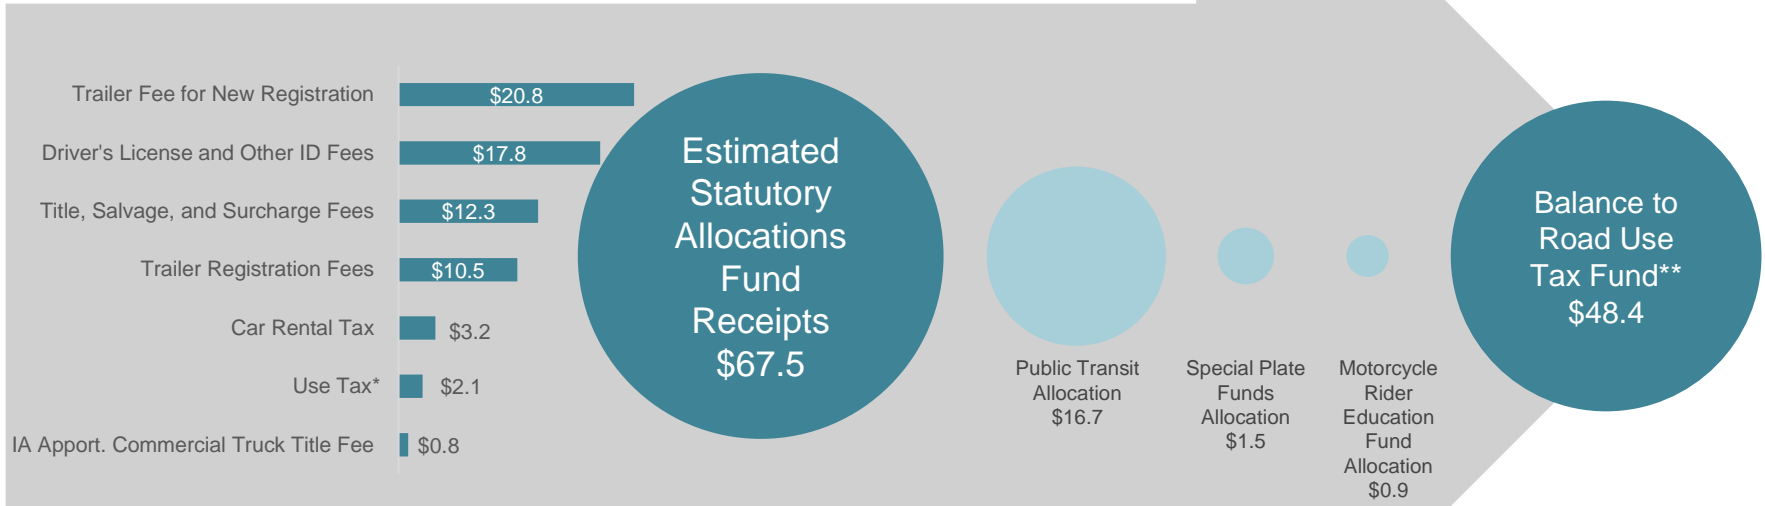 Trailer Fee for New Registration
$20.8
Driver's License and Other ID Fees
$17.8
Title, Salvage, and Surcharge Fees
$12.3
Trailer Registration Fees
$10.5
Car Rental Tax
$3.2
Use Tax*
$2.1
IA Apport. Commercial Truck Title Fee
$0.8
Estimated
Statutory
Allocations
Fund
Receipts
$67.5
Public Transit
Allocation
$16.7
Special Plate
Funds
Allocation
$1.5
Motorcycle
Rider
Education
Fund
Allocation
$0.9
Balance to
Road Use
Tax Fund**
$48.4